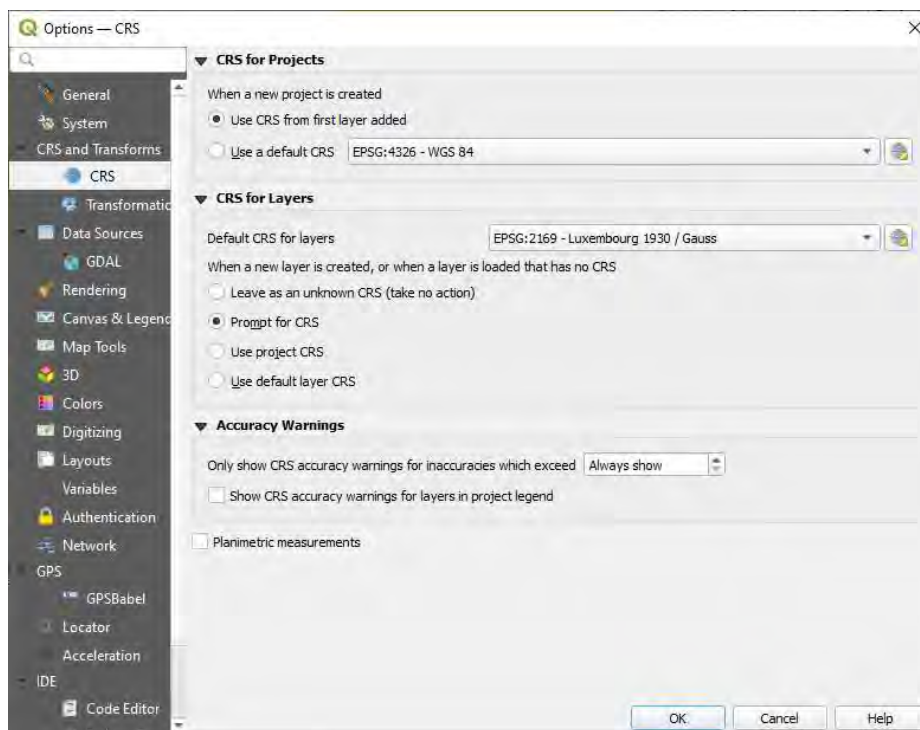 Options — CRS
General
System
CRS and Transforms
CRS
Transformatic
Data Sources
GDAL
Rendering
Canvas & Legend
Map Tools
3D
Colors
Digitizing
Layouts
Variables
Authentication
Network
GPS
GPSBabel
Locator
Acceleration
IDE
Code Editor
CRS for Projects
When a new project is created
Use CRS from first layer added
Use a default CRS EPSG:4326 - WGS 84
CRS for Layers
Default CRS for layers EPSG:2169 - Luxembourg 1930 / Gauss
When a new layer is created, or when a layer is loaded that has no CRS
Leave as an unknown CRS (take no action)
Prompt for CRS
Use project CRS
Use default layer CRS
Accuracy Warnings
Only show CRS accuracy warnings for inaccuracies which exceed Always show
Show CRS accuracy warnings for layers in project legend
Planimetric measurements
OK Cancel Help